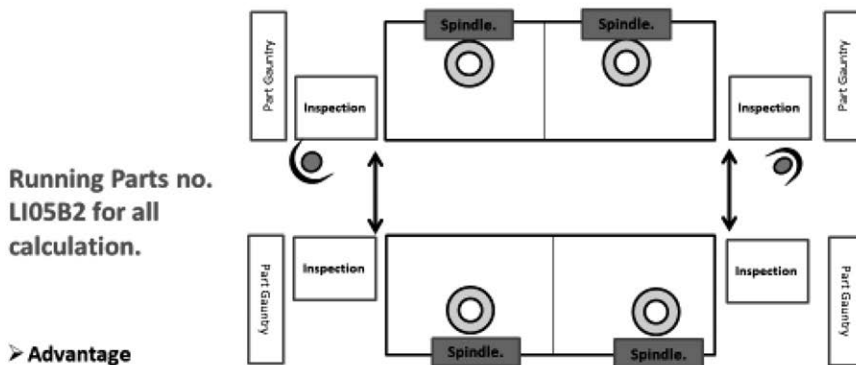 Spindle.
Spindle.
Part Gauntry
Inspection
Inspection
Part Gauntry
Running Parts no.
LI05B2 for all
calculation.
Part Gauntry
Inspection
Inspection
Part Gauntry
Spindle.
Spindle.
➤ Advantage